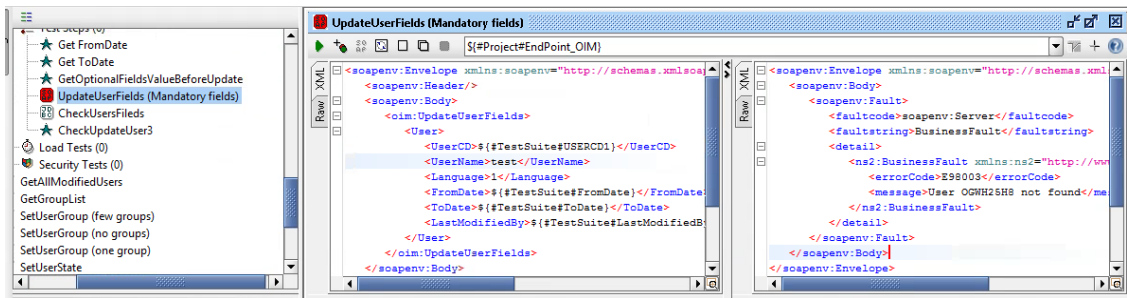 Test Steps (0)
Get FromDate
Get ToDate
GetOptionalFieldsValueBeforeUpdate
UpdateUserFields (Mandatory fields)
CheckUsersFileds
CheckUpdateUser3
Load Tests (0)
Security Tests (0)
GetAllModifiedUsers
GetGroupList
SetUserGroup (few groups)
SetUserGroup (no groups)
SetUserGroup (one group)
SetUserState
UpdateUserFields (Mandatory fields)
${#Project#EndPoint_OIM}
XML
Raw
<soapenv:Envelope xmlns:soapenv="http://schemas.xmlsoap
<soapenv:Header/>
<soapenv:Body>
<oim:UpdateUserFields>
<User>
<UserCD>${#TestSuite#USERCD1}</UserCD>
<UserName>test</UserName>
<Language>1</Language>
<FromDate>${#TestSuite#FromDate}</FromDate>
<ToDate>${#TestSuite#ToDate}</ToDate>
<LastModifiedBy>${#TestSuite#LastModifiedB
</User>
</oim:UpdateUserFields>
</soapenv:Body>
XML
Raw
<soapenv:Envelope xmlns:soapenv="http://schemas.xml
<soapenv:Body>
<soapenv:Fault>
<faultcode>soapenv:Server</faultcode>
<faultstring>BusinessFault</faultstring>
<detail>
<ns2:BusinessFault xmlns:ns2="http://ww
<errorCode>E98003</errorCode>
<message>User OGWH25H8 not found</me
</ns2:BusinessFault>
</detail>
</soapenv:Fault>
</soapenv:Body>
</soapenv:Envelope>